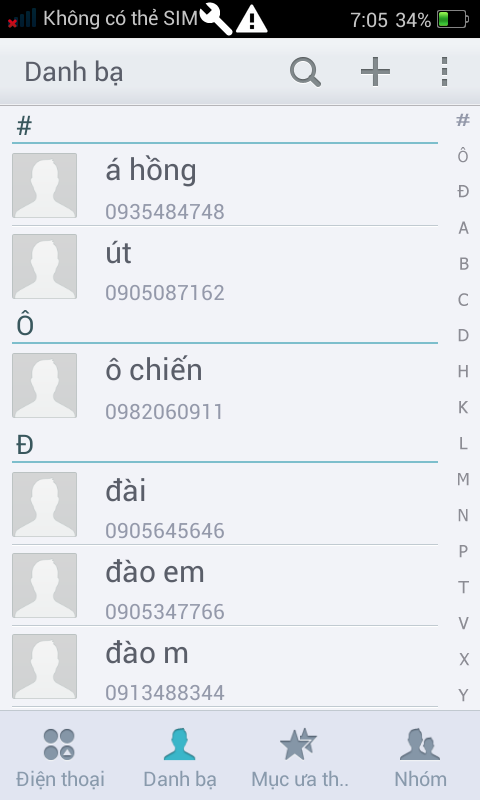 Không có thẻ SIM 7:05 34%
Danh bạ
#
á hồng
0935484748
út
0905087162
Ô
ô chiến
0982060911
Đ
đài
0905645646
đào em
0905347766
đào m
0913488344
#
Ô
Đ
A
B
C
D
H
K
L
M
N
P
T
V
X
Y
Điện thoại
Danh bạ
Mục ưa th..
Nhóm